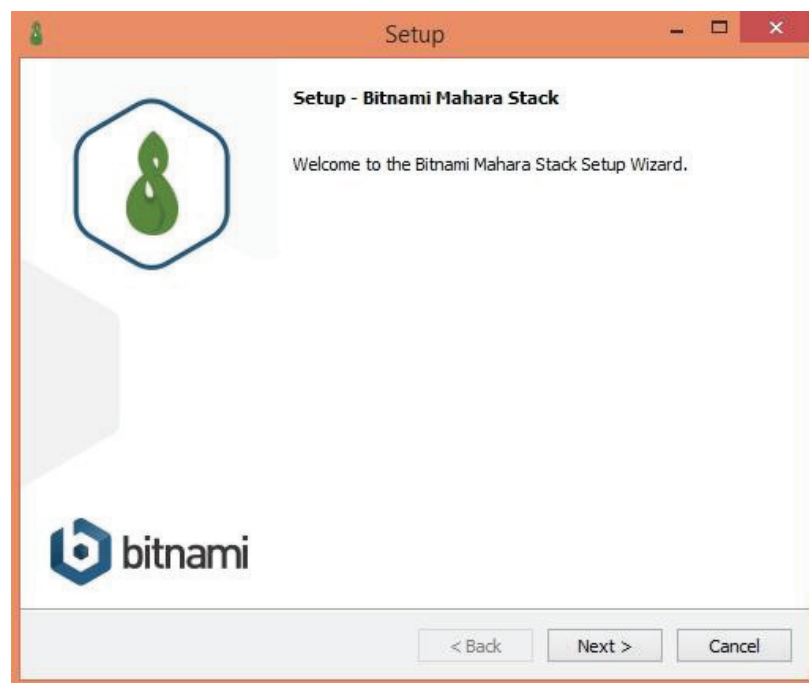 Setup
Setup - Bitnami Mahara Stack
Welcome to the Bitnami Mahara Stack Setup Wizard.
bitnami
< Back
Next >
Cancel